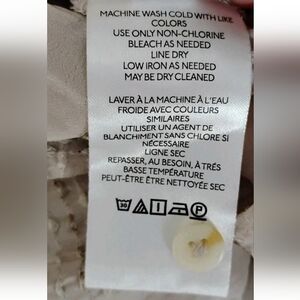 MACHINE WASH COLD WITH LIKE
COLORS
USE ONLY NON-CHLORINE
BLEACH AS NEEDED
LINE DRY
LOW IRON AS NEEDED
MAY BE DRY CLEANED
LAVER À LA MACHINE À L'EAU
FROIDE AVEC COULEURS
SIMILAIRES
UTILISER UN AGENT DE
BLANCHIMENT SANS CHLORE SI
NÉCESSAIRE
LIGNE SEC
REPASSER, AU BESOIN, À TRÉS
BASSE TEMPÉRATURE
PEUT-ÊTRE ÊTRE NETTOYÉE SEC